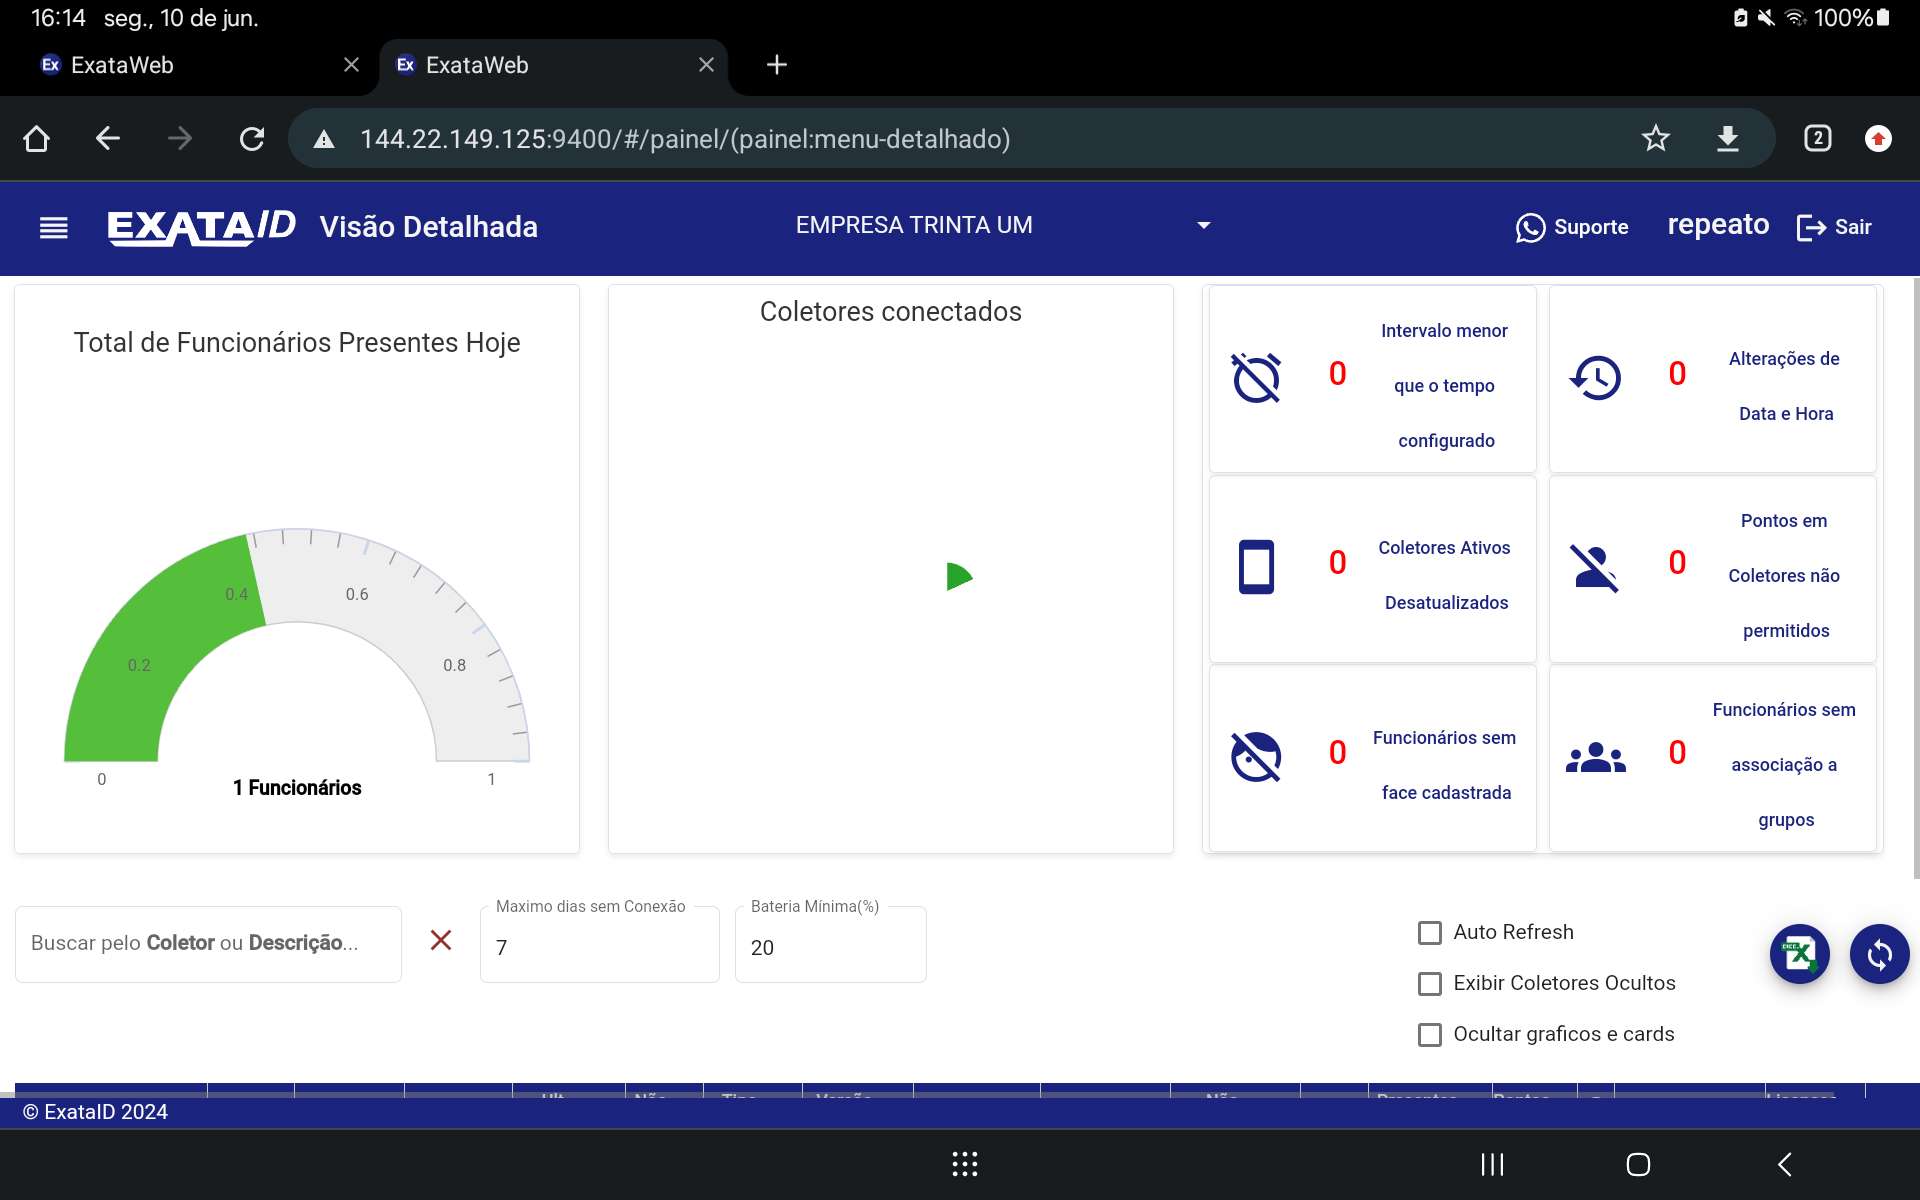 16:14 seg., 10 de jun.
100%
Ex ExataWeb
Ex ExataWeb
144.22.149.125:9400/#/painel/(painel:menu-detalhado)
2
EXATAID Visão Detalhada
EMPRESA TRINTA UM
Suporte
repeato
Sair
Total de Funcionários Presentes Hoje
0
0.2
0.4
0.6
0.8
1
1 Funcionários
Coletores conectados
0
Intervalo menor
que o tempo
configurado
0
Alterações de
Data e Hora
0
Coletores Ativos
Desatualizados
0
Pontos em
Coletores não
permitidos
0
Funcionários sem
face cadastrada
0
Funcionários sem
associação a
grupos
Buscar pelo Coletor ou Descrição...
Maximo dias sem Conexão
7
Bateria Mínima(%)
20
Auto Refresh
Exibir Coletores Ocultos
Ocultar graficos e cards
© ExataID 2024